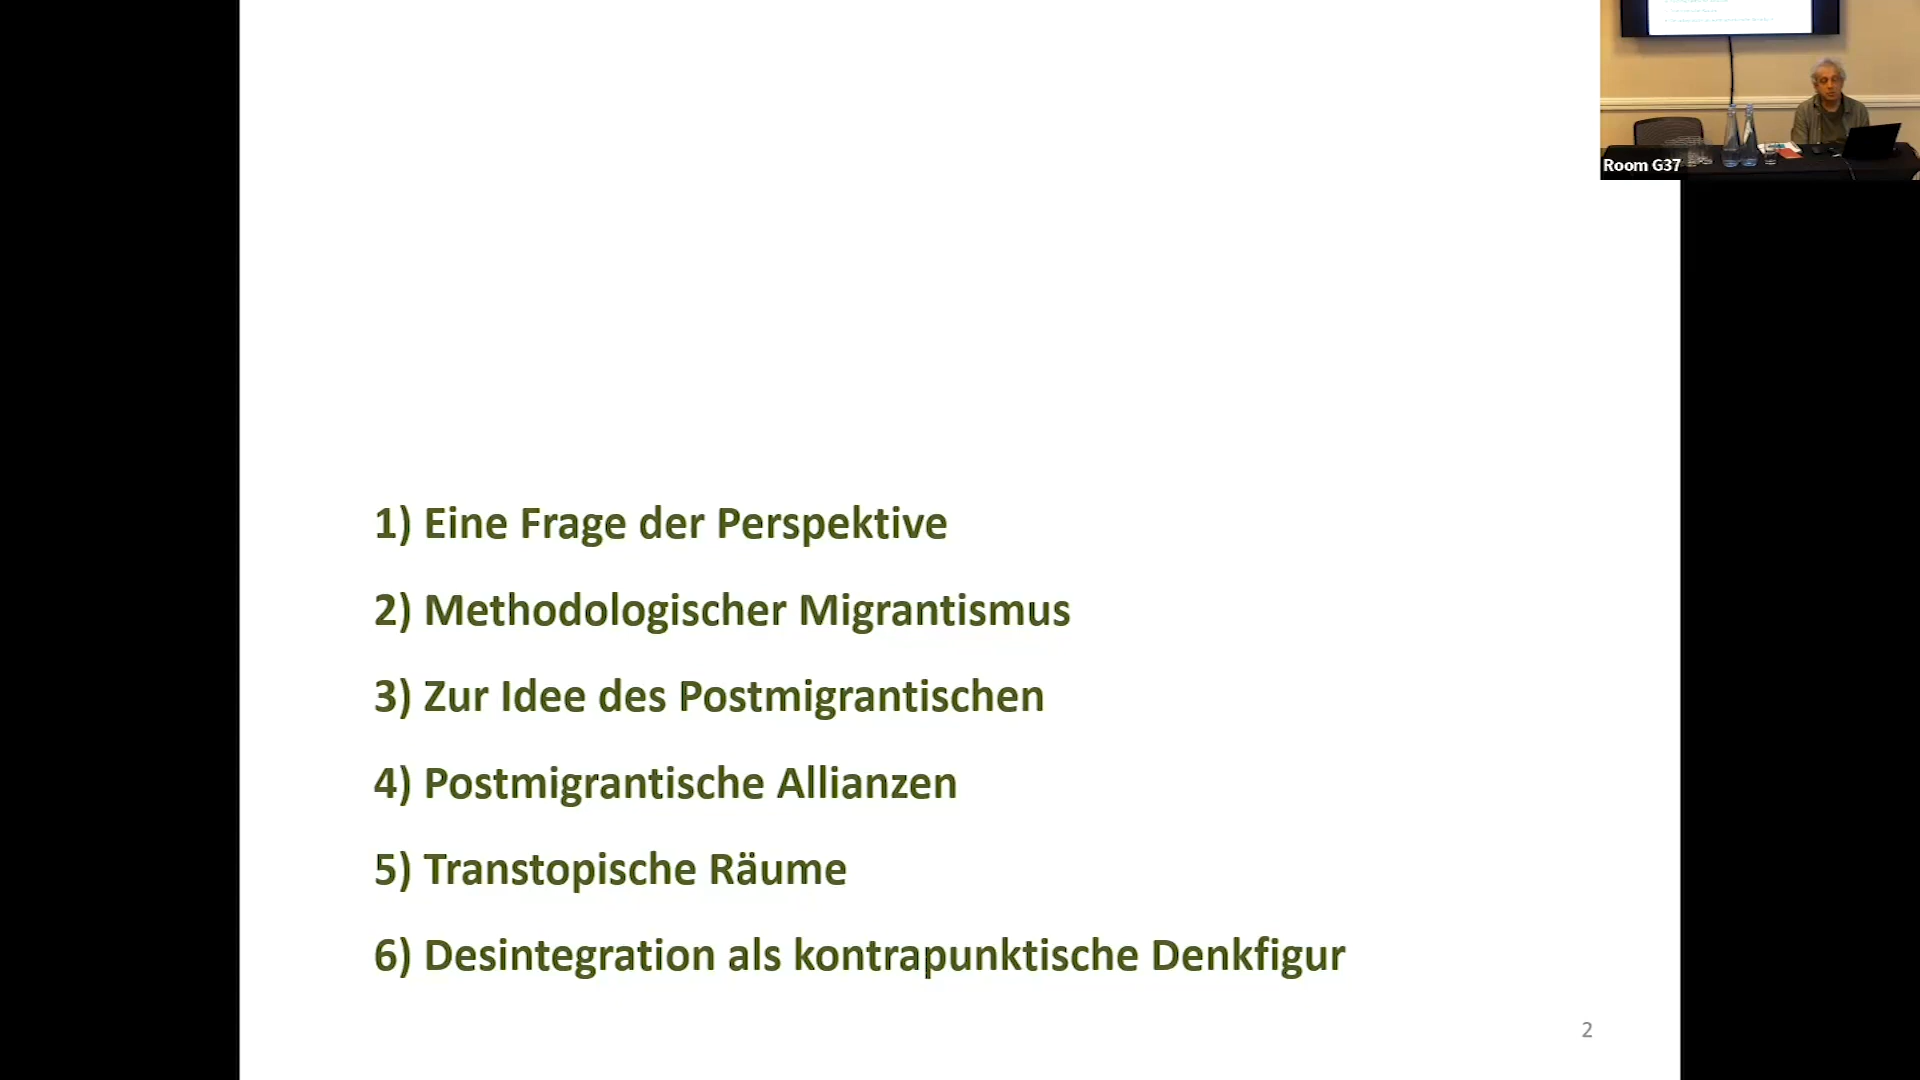 1) Eine Frage der Perspektive
2) Methodologischer Migrantismus
3) Zur Idee des Postmigrantischen
4) Postmigrantische Allianzen
5) Transtopische Räume
6) Desintegration als kontrapunktische Denkfigur
2
Room G37